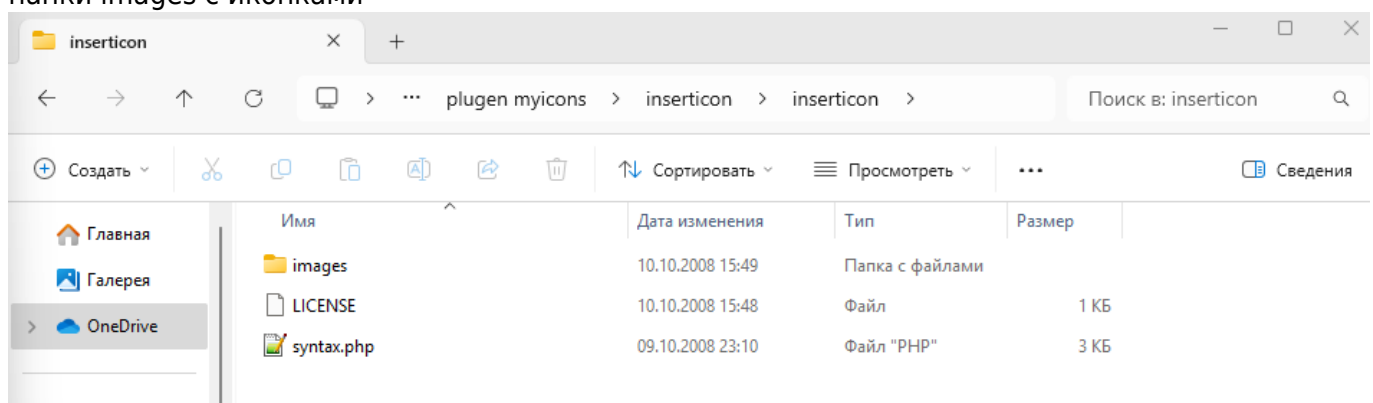 папки images с иконками
inserticon
plugen myicons > inserticon > inserticon >
Поиск в: inserticon
Создать
Сортировать
Просмотреть
Сведения
Имя Дата изменения Тип Размер
Главная
Галерея
OneDrive
images 10.10.2008 15:49 Папка с файлами
LICENSE 10.10.2008 15:48 Файл 1 КБ
syntax.php 09.10.2008 23:10 Файл "PHP" 3 КБ